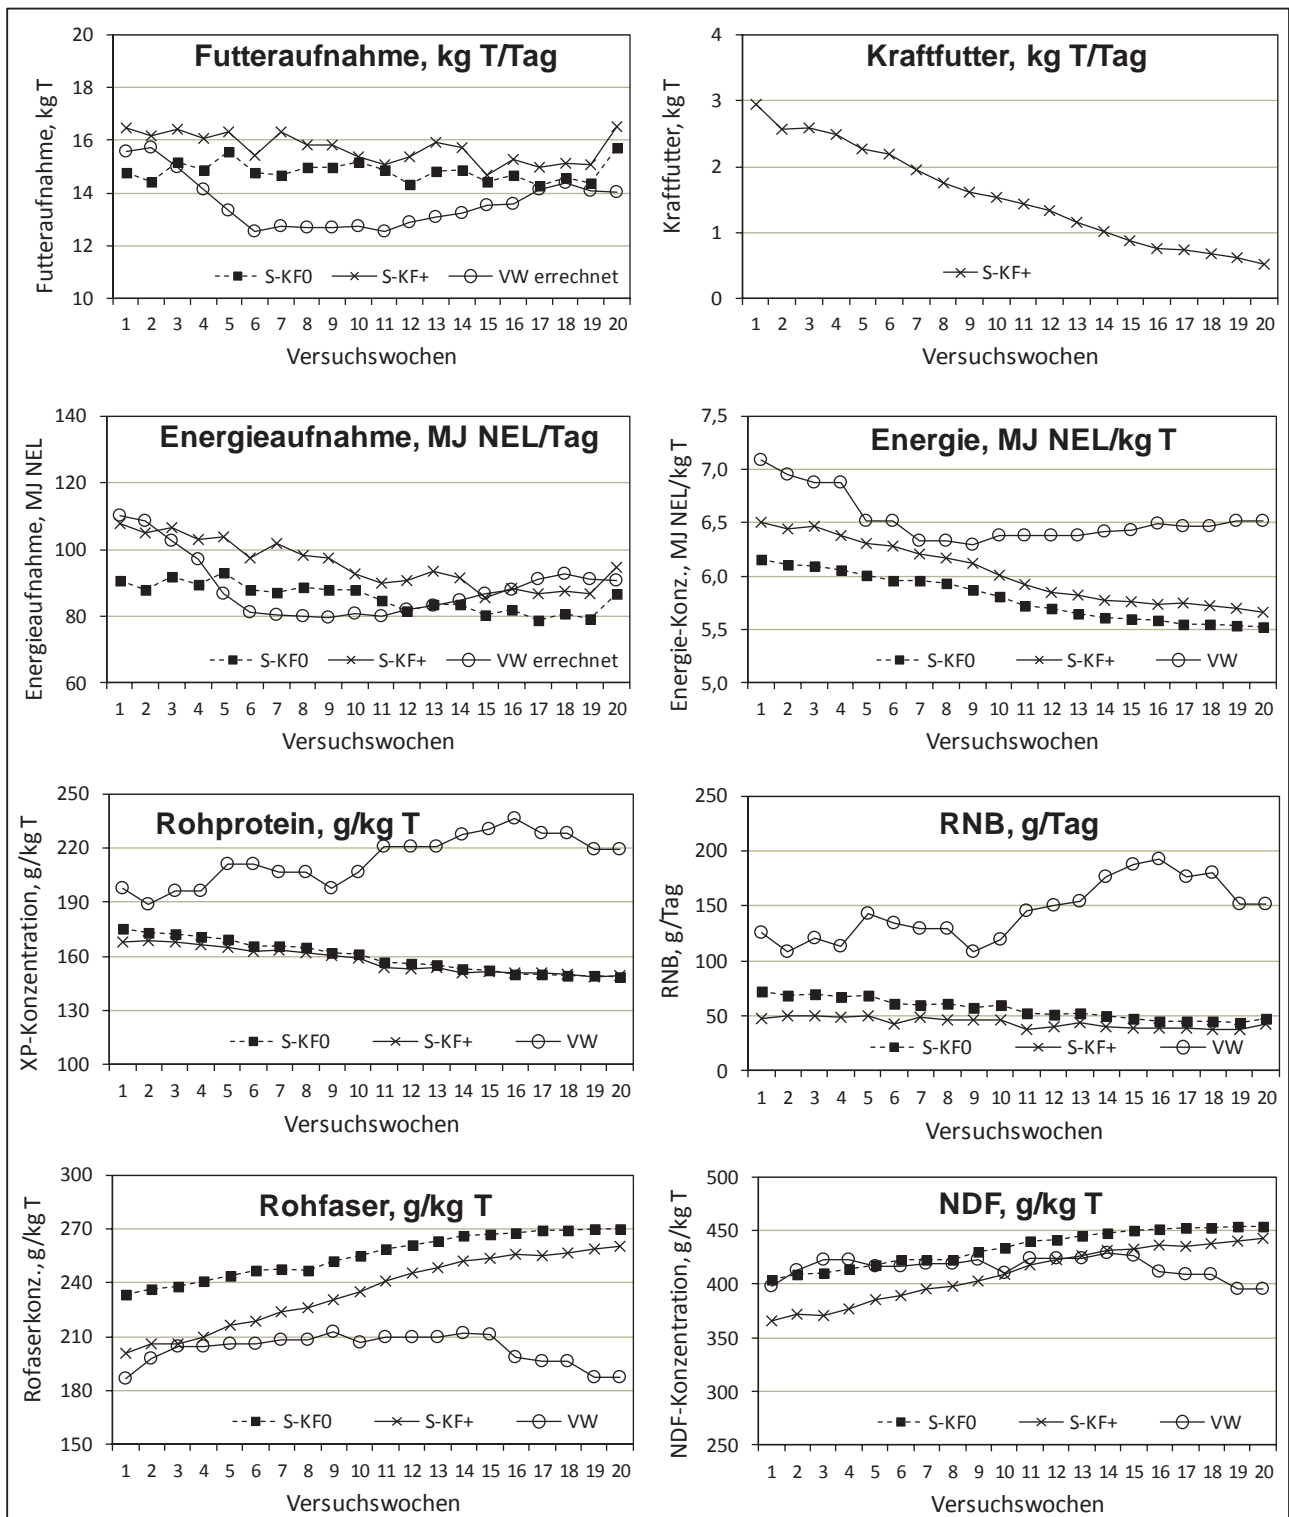 Futteraufnahme, kg T/Tag
Futteraufnahme, kg T
20
18
16
14
12
10
S-KF0 S-KF+ VW errechnet
1 2 3 4 5 6 7 8 9 10 11 12 13 14 15 16 17 18 19 20
Versuchswochen
Kraftfutter, kg T/Tag
Kraftfutter, kg T
4
3
2
1
0
S-KF+
1 2 3 4 5 6 7 8 9 10 11 12 13 14 15 16 17 18 19 20
Versuchswochen
Energieaufnahme, MJ NEL/Tag
Energieaufnahme, MJ NEL
140
120
100
80
60
S-KF0 S-KF+ VW errechnet
1 2 3 4 5 6 7 8 9 10 11 12 13 14 15 16 17 18 19 20
Versuchswochen
Energie, MJ NEL/kg T
Energie-Konz., MJ NEL/kg T
7,5
7,0
6,5
6,0
5,5
5,0
S-KF0 S-KF+ VW
1 2 3 4 5 6 7 8 9 10 11 12 13 14 15 16 17 18 19 20
Versuchswochen
Rohprotein, g/kg T
XP-Konzentration, g/kg T
250
220
190
160
130
100
S-KF0 S-KF+ VW
1 2 3 4 5 6 7 8 9 10 11 12 13 14 15 16 17 18 19 20
Versuchswochen
RNB, g/Tag
RNB, g/Tag
250
200
150
100
50
0
S-KF0 S-KF+ VW
1 2 3 4 5 6 7 8 9 10 11 12 13 14 15 16 17 18 19 20
Versuchswochen
Rohfaser, g/kg T
Rofaserkonz., g/kg T
300
270
240
210
180
150
S-KF0 S-KF+ VW
1 2 3 4 5 6 7 8 9 10 11 12 13 14 15 16 17 18 19 20
Versuchswochen
NDF, g/kg T
NDF-Konzentration, g/kg T
500
450
400
350
300
250
S-KF0 S-KF+ VW
1 2 3 4 5 6 7 8 9 10 11 12 13 14 15 16 17 18 19 20
Versuchswochen